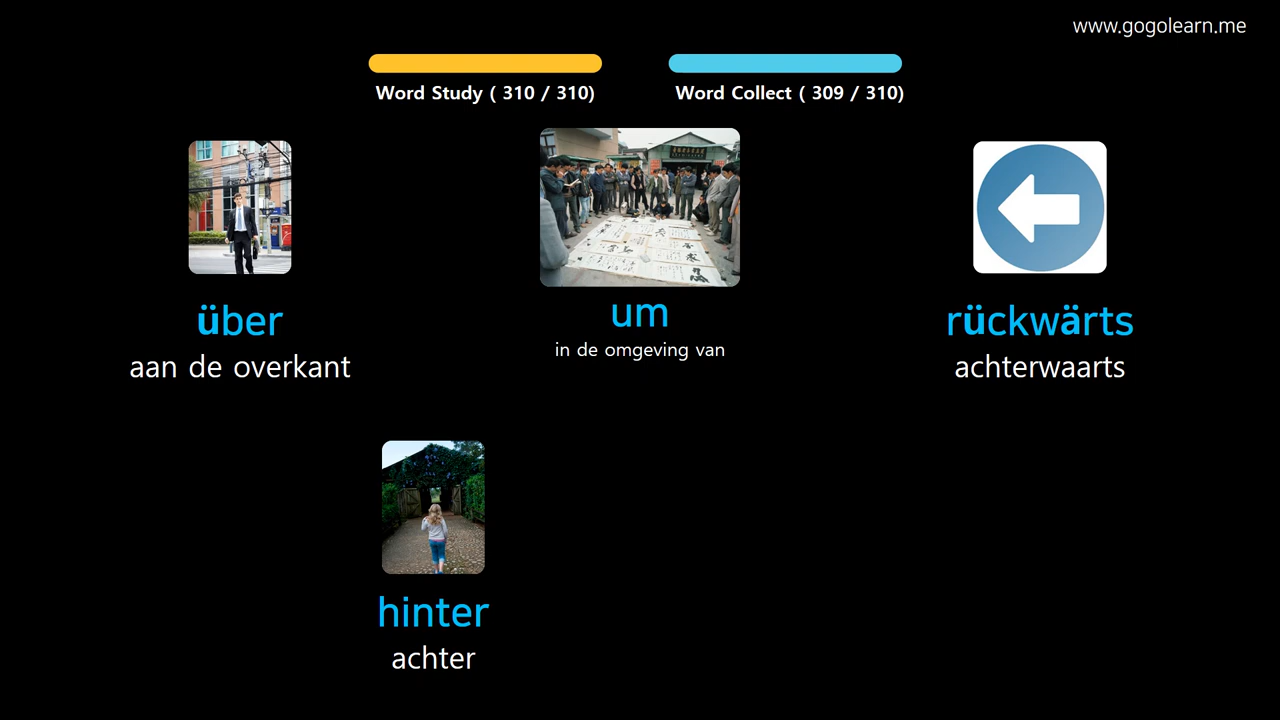 www.gogolearn.me
Word Study ( 310 / 310)
Word Collect ( 309 / 310)
über
aan de overkant
um
in de omgeving van
rückwärts
achterwaarts
hinter
achter